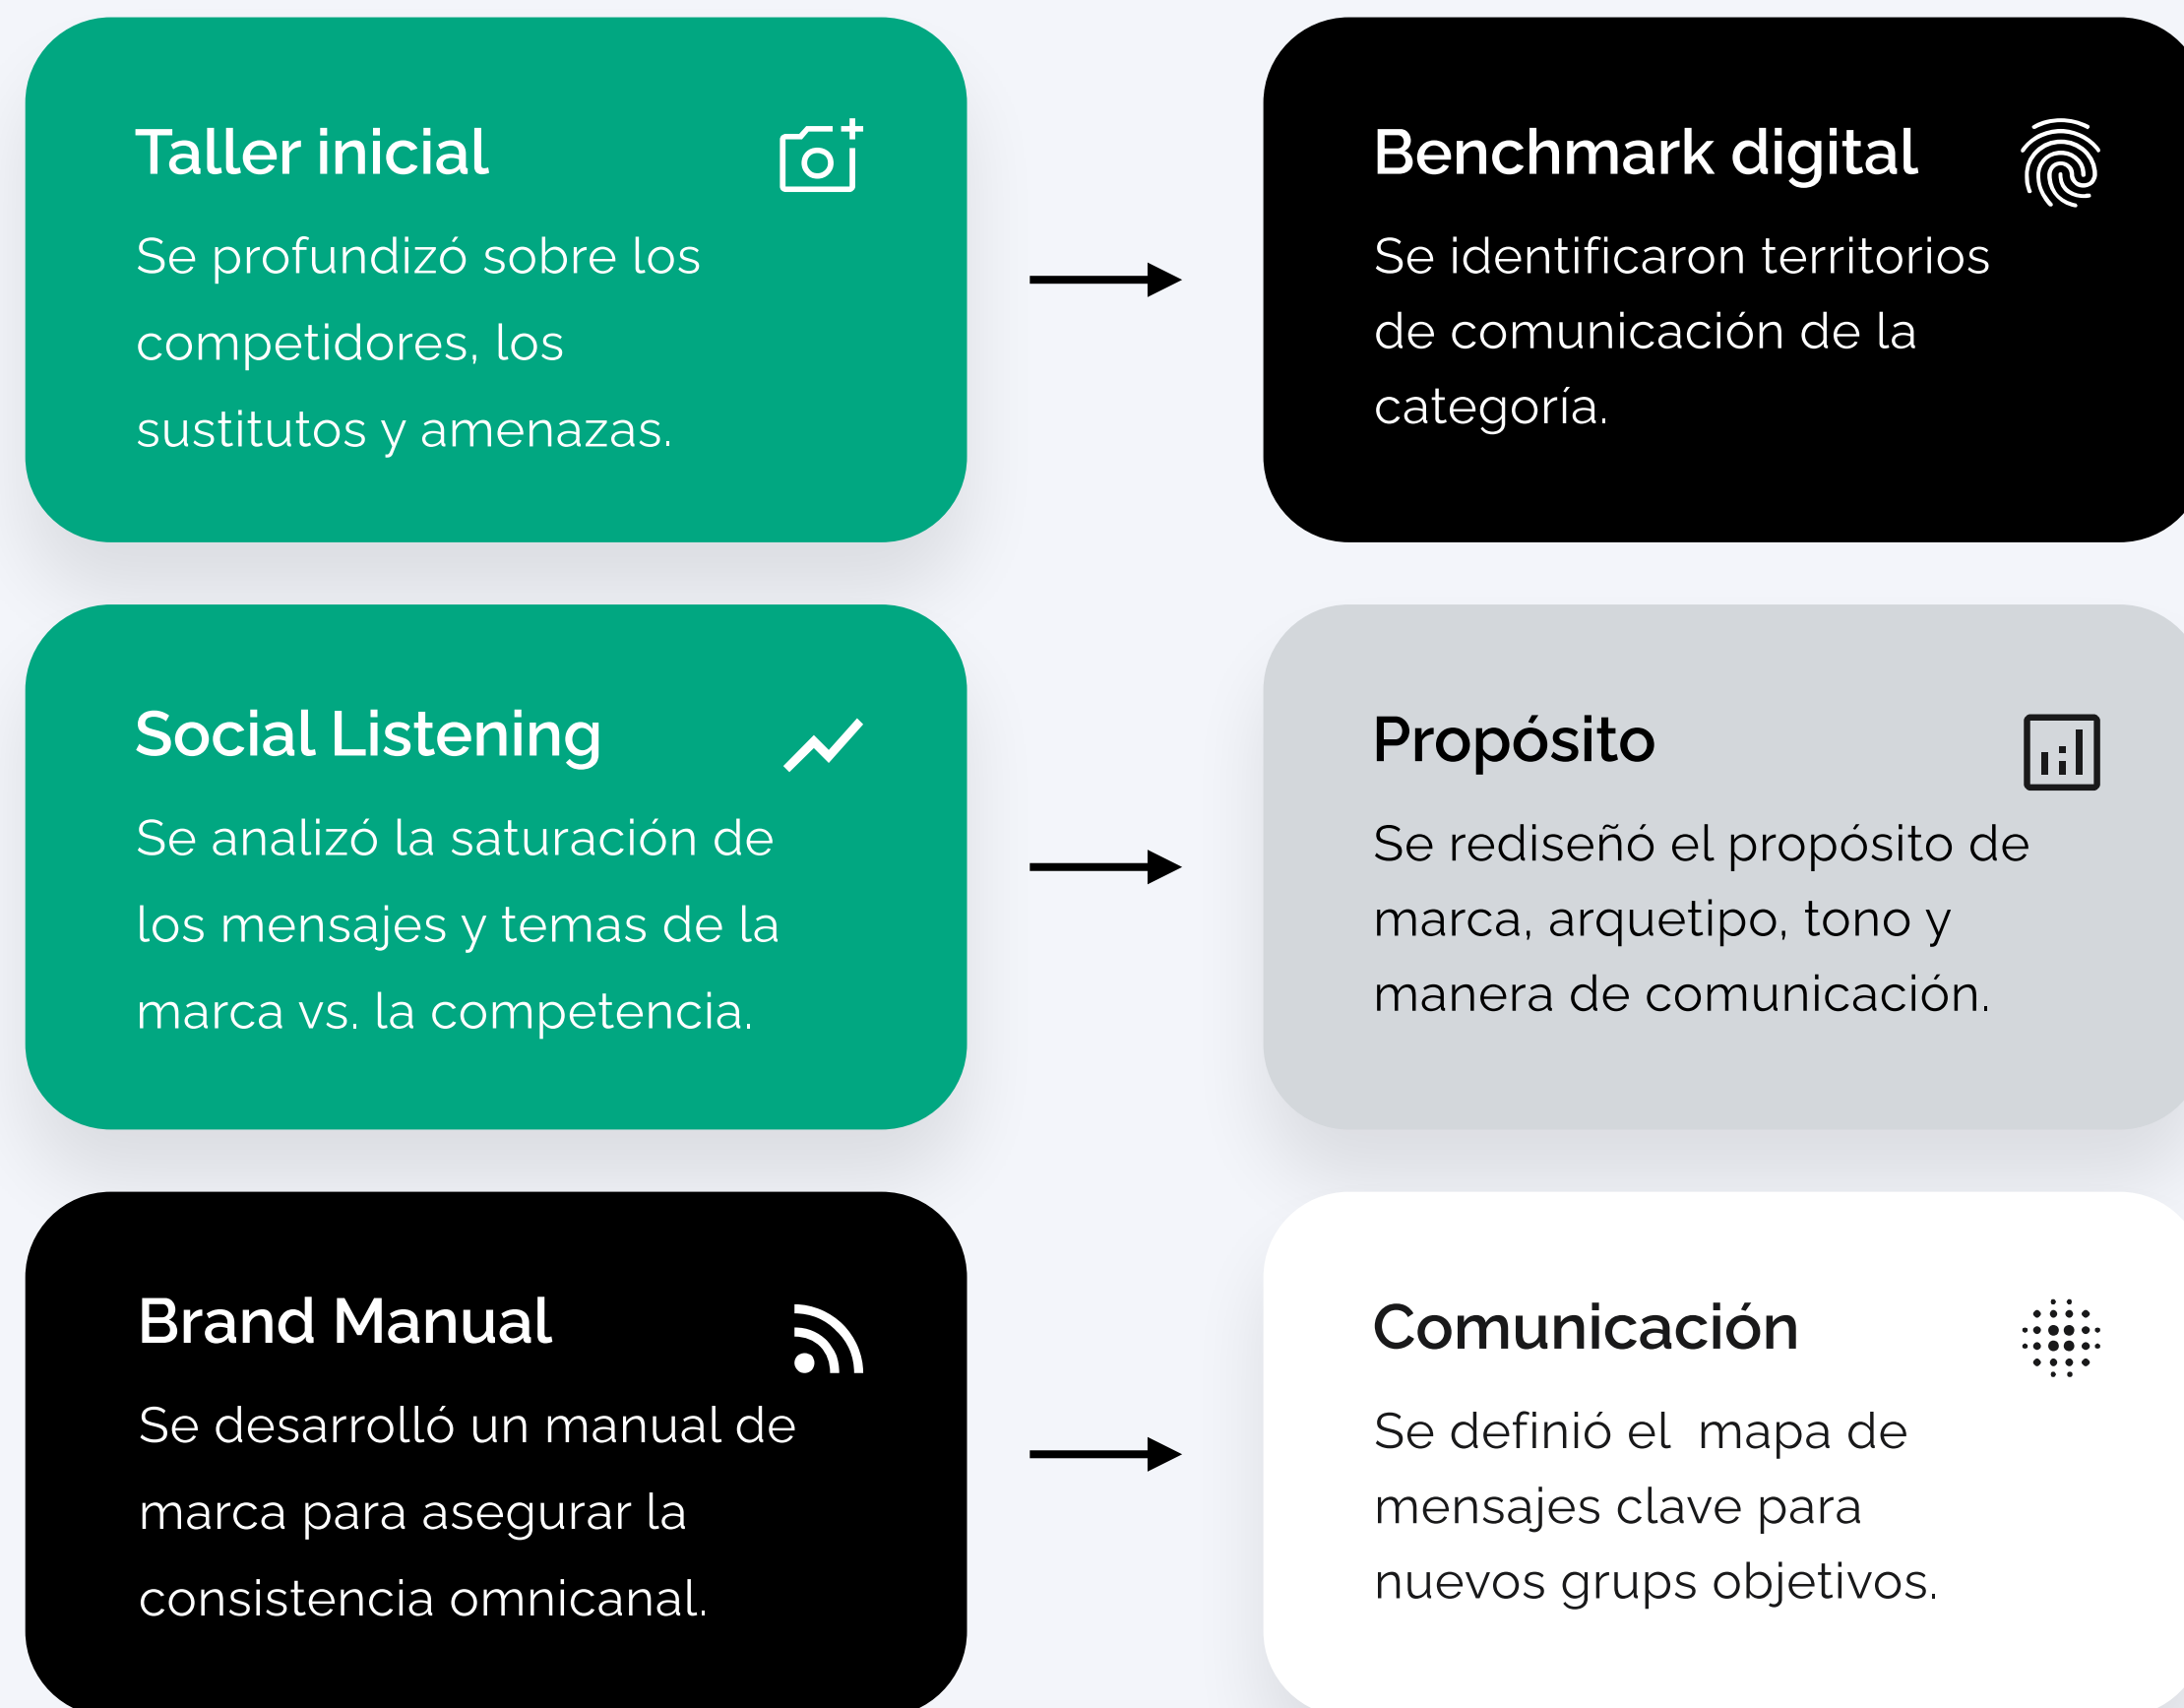 Taller inicial
Se profundizó sobre los
competidores, los
sustitutos y amenazas.
Benchmark digital
Se identificaron territorios
de comunicación de la
categoría.
Social Listening
Se analizó la saturación de
los mensajes y temas de la
marca vs. la competencia.
Propósito
Se rediseñó el propósito de
marca, arquetipo, tono y
manera de comunicación.
Brand Manual
Se desarrolló un manual de
marca para asegurar la
consistencia omnicanal.
Comunicación
Se definió el  mapa de
mensajes clave para
nuevos grups objetivos.